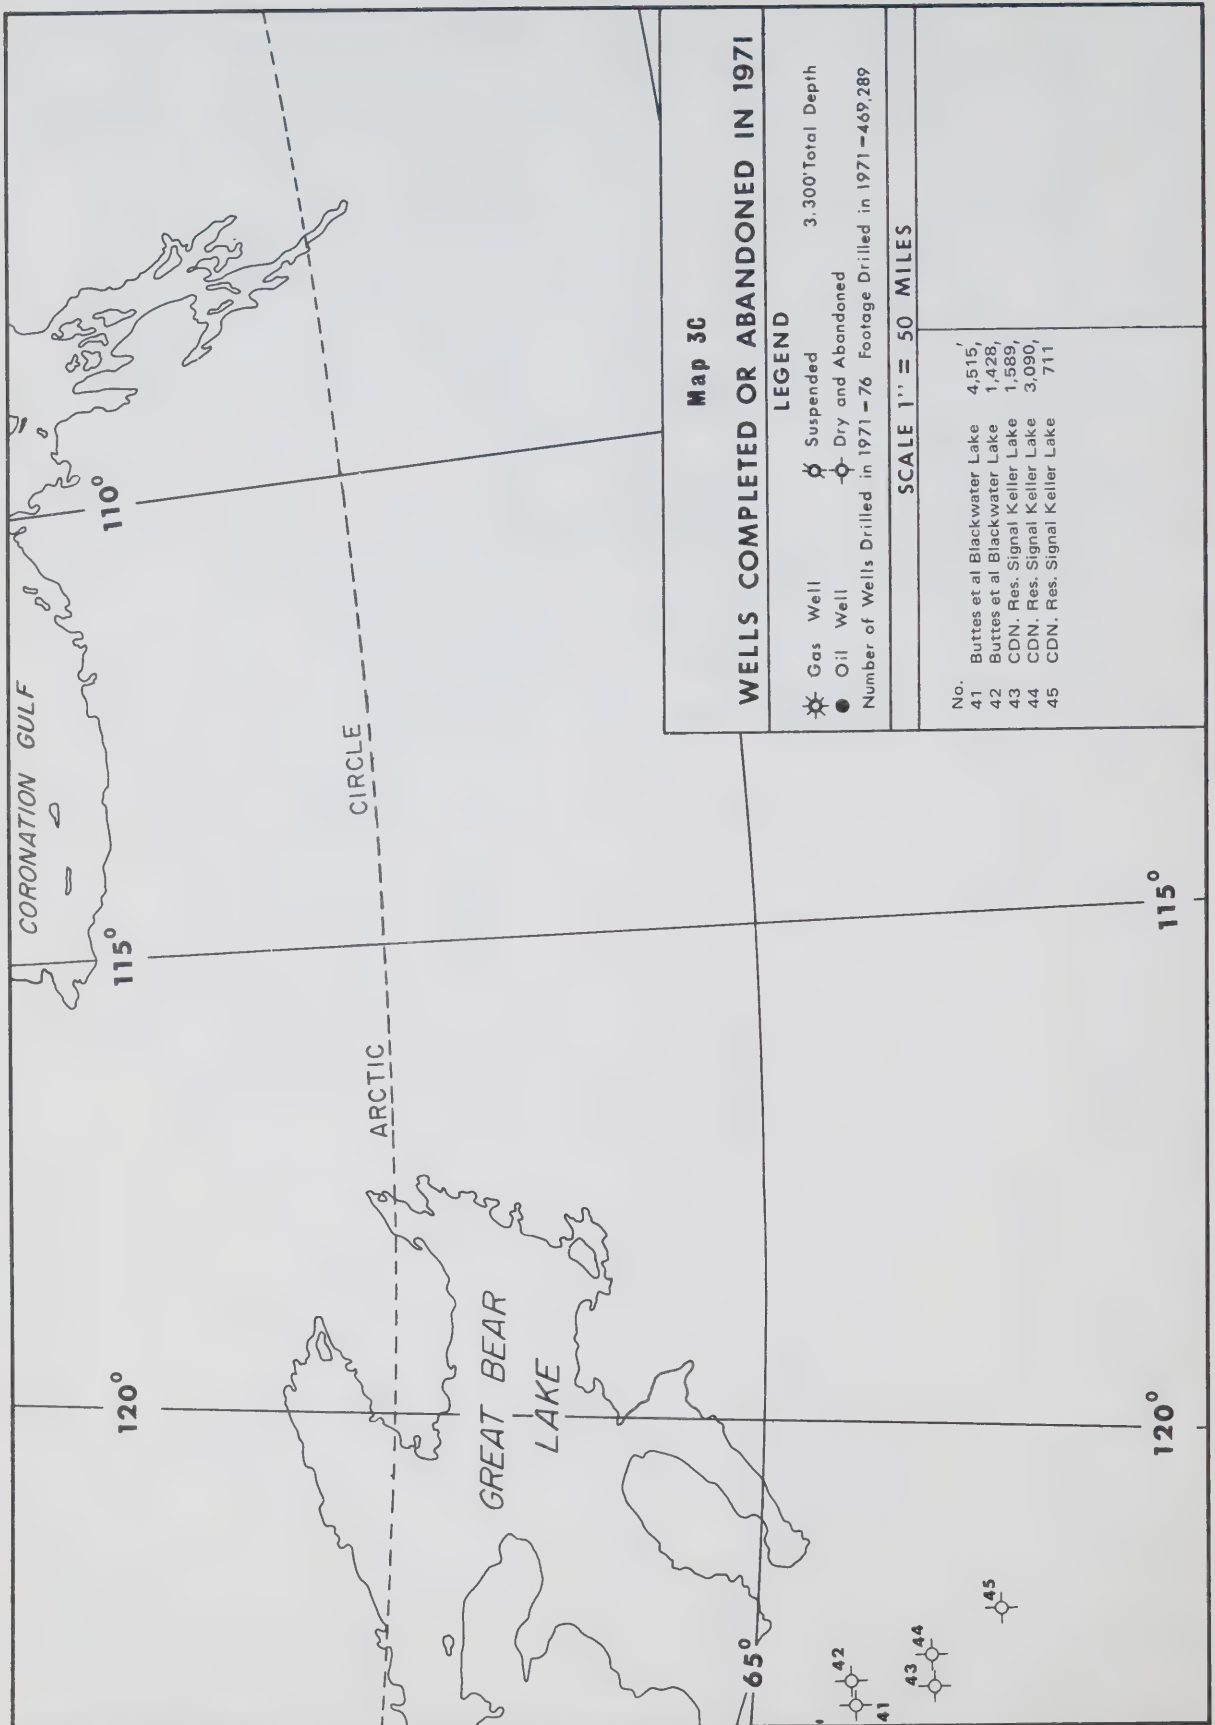 CORONATION GULF
110°
115°
120°
ARCTIC CIRCLE
GREAT BEAR
LAKE
65°
115°
120°
41
42
43
44
45
Map 3C
WELLS COMPLETED OR ABANDONED IN 1971
LEGEND
Gas Well Suspended 3.300'Total Depth
Oil Well Dry and Abandoned
Number of Wells Drilled in 1971-76 Footage Drilled in 1971-469,289
SCALE 1'' = 50 MILES
No.
41 Buttes et al Blackwater Lake 4,515,'
42 Buttes et al Blackwater Lake 1,428,
43 CDN. Res. Signal Keller Lake 1,589,
44 CDN. Res. Signal Keller Lake 3,090,
45 CDN. Res. Signal Keller Lake 711'